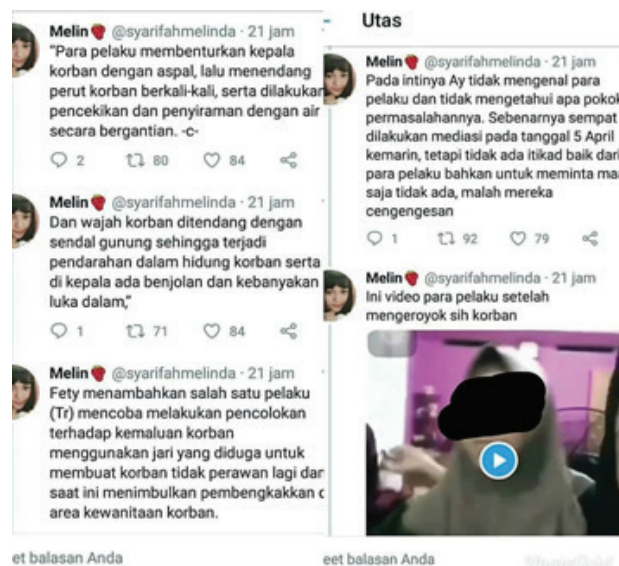 Melin @syarifahmelinda · 21 jam
"Para pelaku membenturkan kepala
korban dengan aspal, lalu menendang
perut korban berkali-kali, serta dilakukan
pencekikan dan penyiraman dengan air
secara bergantian. -c-
2 80 84
Melin @syarifahmelinda · 21 jam
Dan wajah korban ditendang dengan
sendal gunung sehingga terjadi
pendarahan dalam hidung korban serta
di kepala ada benjolan dan kebanyakan
luka dalam,"
1 71 84
Melin @syarifahmelinda · 21 jam
Fety menambahkan salah satu pelaku
(Tr) mencoba melakukan pencolokan
terhadap kemaluan korban
menggunakan jari yang diduga untuk
membuat korban tidak perawan lagi dan
saat ini menimbulkan pembengkakkan
area kewanitaan korban.
et balasan Anda
Utas
Melin @syarifahmelinda · 21 jam
Pada intinya Ay tidak mengenal para
pelaku dan tidak mengetahui apa pokok
permasalahannya. Sebenarnya sempat
dilakukan mediasi pada tanggal 5 April
kemarin, tetapi tidak ada itikad baik dari
para pelaku bahkan untuk meminta maa
saja tidak ada, malah mereka
cengengesan
1 92 79
Melin @syarifahmelinda · 21 jam
Ini video para pelaku setelah
mengeroyok sih korban
eet balasan Anda